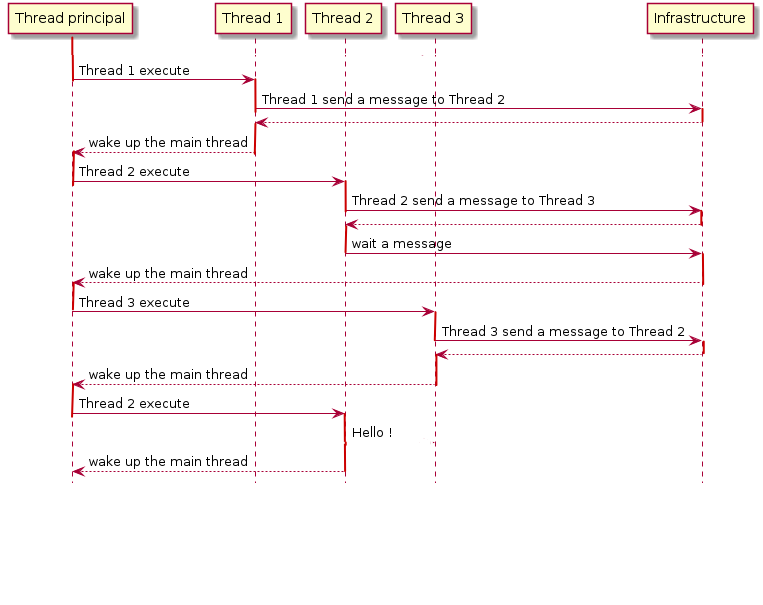 Thread principal
Thread 1
Thread 2
Thread 3
Infrastructure
Thread 1 execute
Thread 1 send a message to Thread 2
wake up the main thread
Thread 2 execute
Thread 2 send a message to Thread 3
wait a message
wake up the main thread
Thread 3 execute
Thread 3 send a message to Thread 2
wake up the main thread
Thread 2 execute
Hello !
wake up the main thread